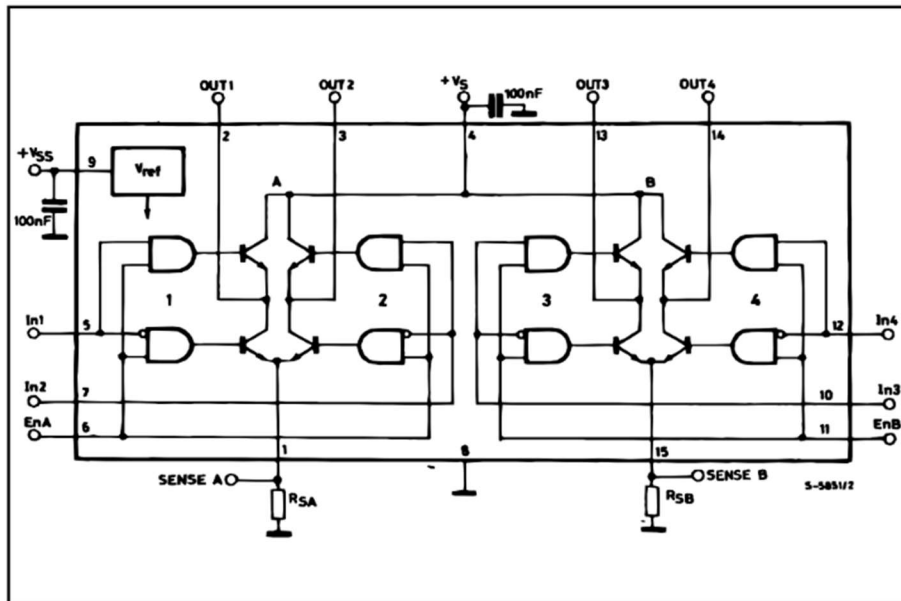 OUT1 OUT2 +VS 100nF OUT3 OUT4
2 3 4 13 14
+VSS 9 Vref
A B
100nF
1 2 3 4
In1 5 12 In4
In2 7 10 In3
EnA 6 11 EnB
1 8 15
SENSE A SENSE B S-5851/2
RSA RSB